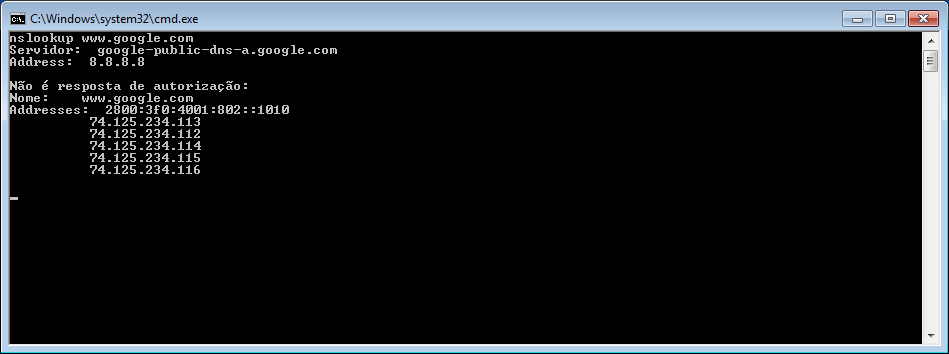 C:\Windows\system32\cmd.exe
nslookup www.google.com
Servidor:  google-public-dns-a.google.com
Address:  8.8.8.8
Não é resposta de autorização:
Nome:    www.google.com
Addresses:  2800:3f0:4001:802::1010
74.125.234.113
74.125.234.112
74.125.234.114
74.125.234.115
74.125.234.116